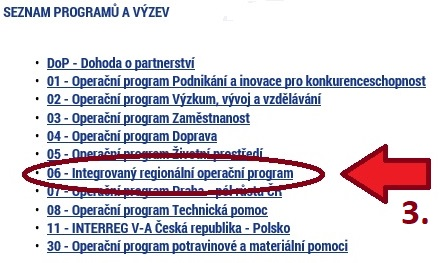 SEZNAM PROGRAMŮ A VÝZEV
DoP - Dohoda o partnerství
01 - Operační program Podnikání a inovace pro konkurenceschopnost
02 - Operační program Výzkum, vývoj a vzdělávání
03 - Operační program Zaměstnanost
04 - Operační program Doprava
05 - Operační program Životní prostředí
06 - Integrovaný regionální operační program
07 - Operační program Praha - pól růstu ČR
08 - Operační program Technická pomoc
11 - INTERREG V-A Česká republika - Polsko
30 - Operační program potravinové a materiální pomoci
3.